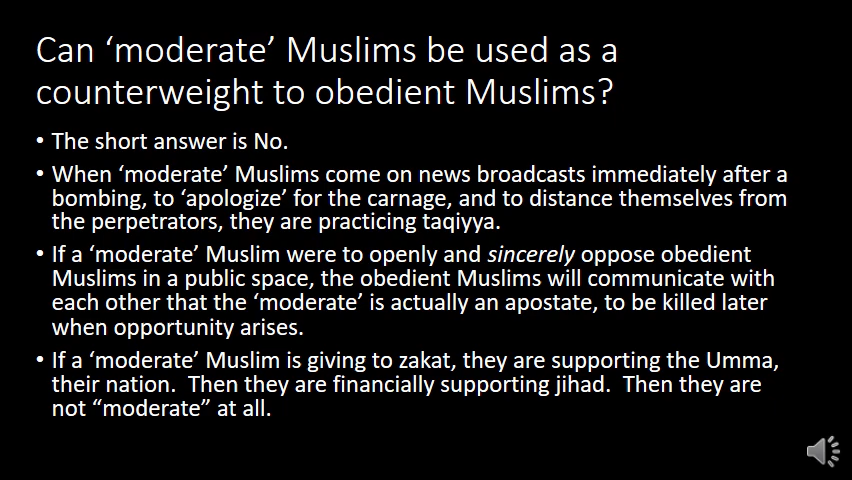 Can ‘moderate’ Muslims be used as a
counterweight to obedient Muslims?
• The short answer is No.
• When ‘moderate’ Muslims come on news broadcasts immediately after a
bombing, to ‘apologize’ for the carnage, and to distance themselves from
the perpetrators, they are practicing taqiyya.
• If a ‘moderate’ Muslim were to openly and sincerely oppose obedient
Muslims in a public space, the obedient Muslims will communicate with
each other that the ‘moderate’ is actually an apostate, to be killed later
when opportunity arises.
• If a ‘moderate’ Muslim is giving to zakat, they are supporting the Umma,
their nation.  Then they are financially supporting jihad.  Then they are
not “moderate” at all.